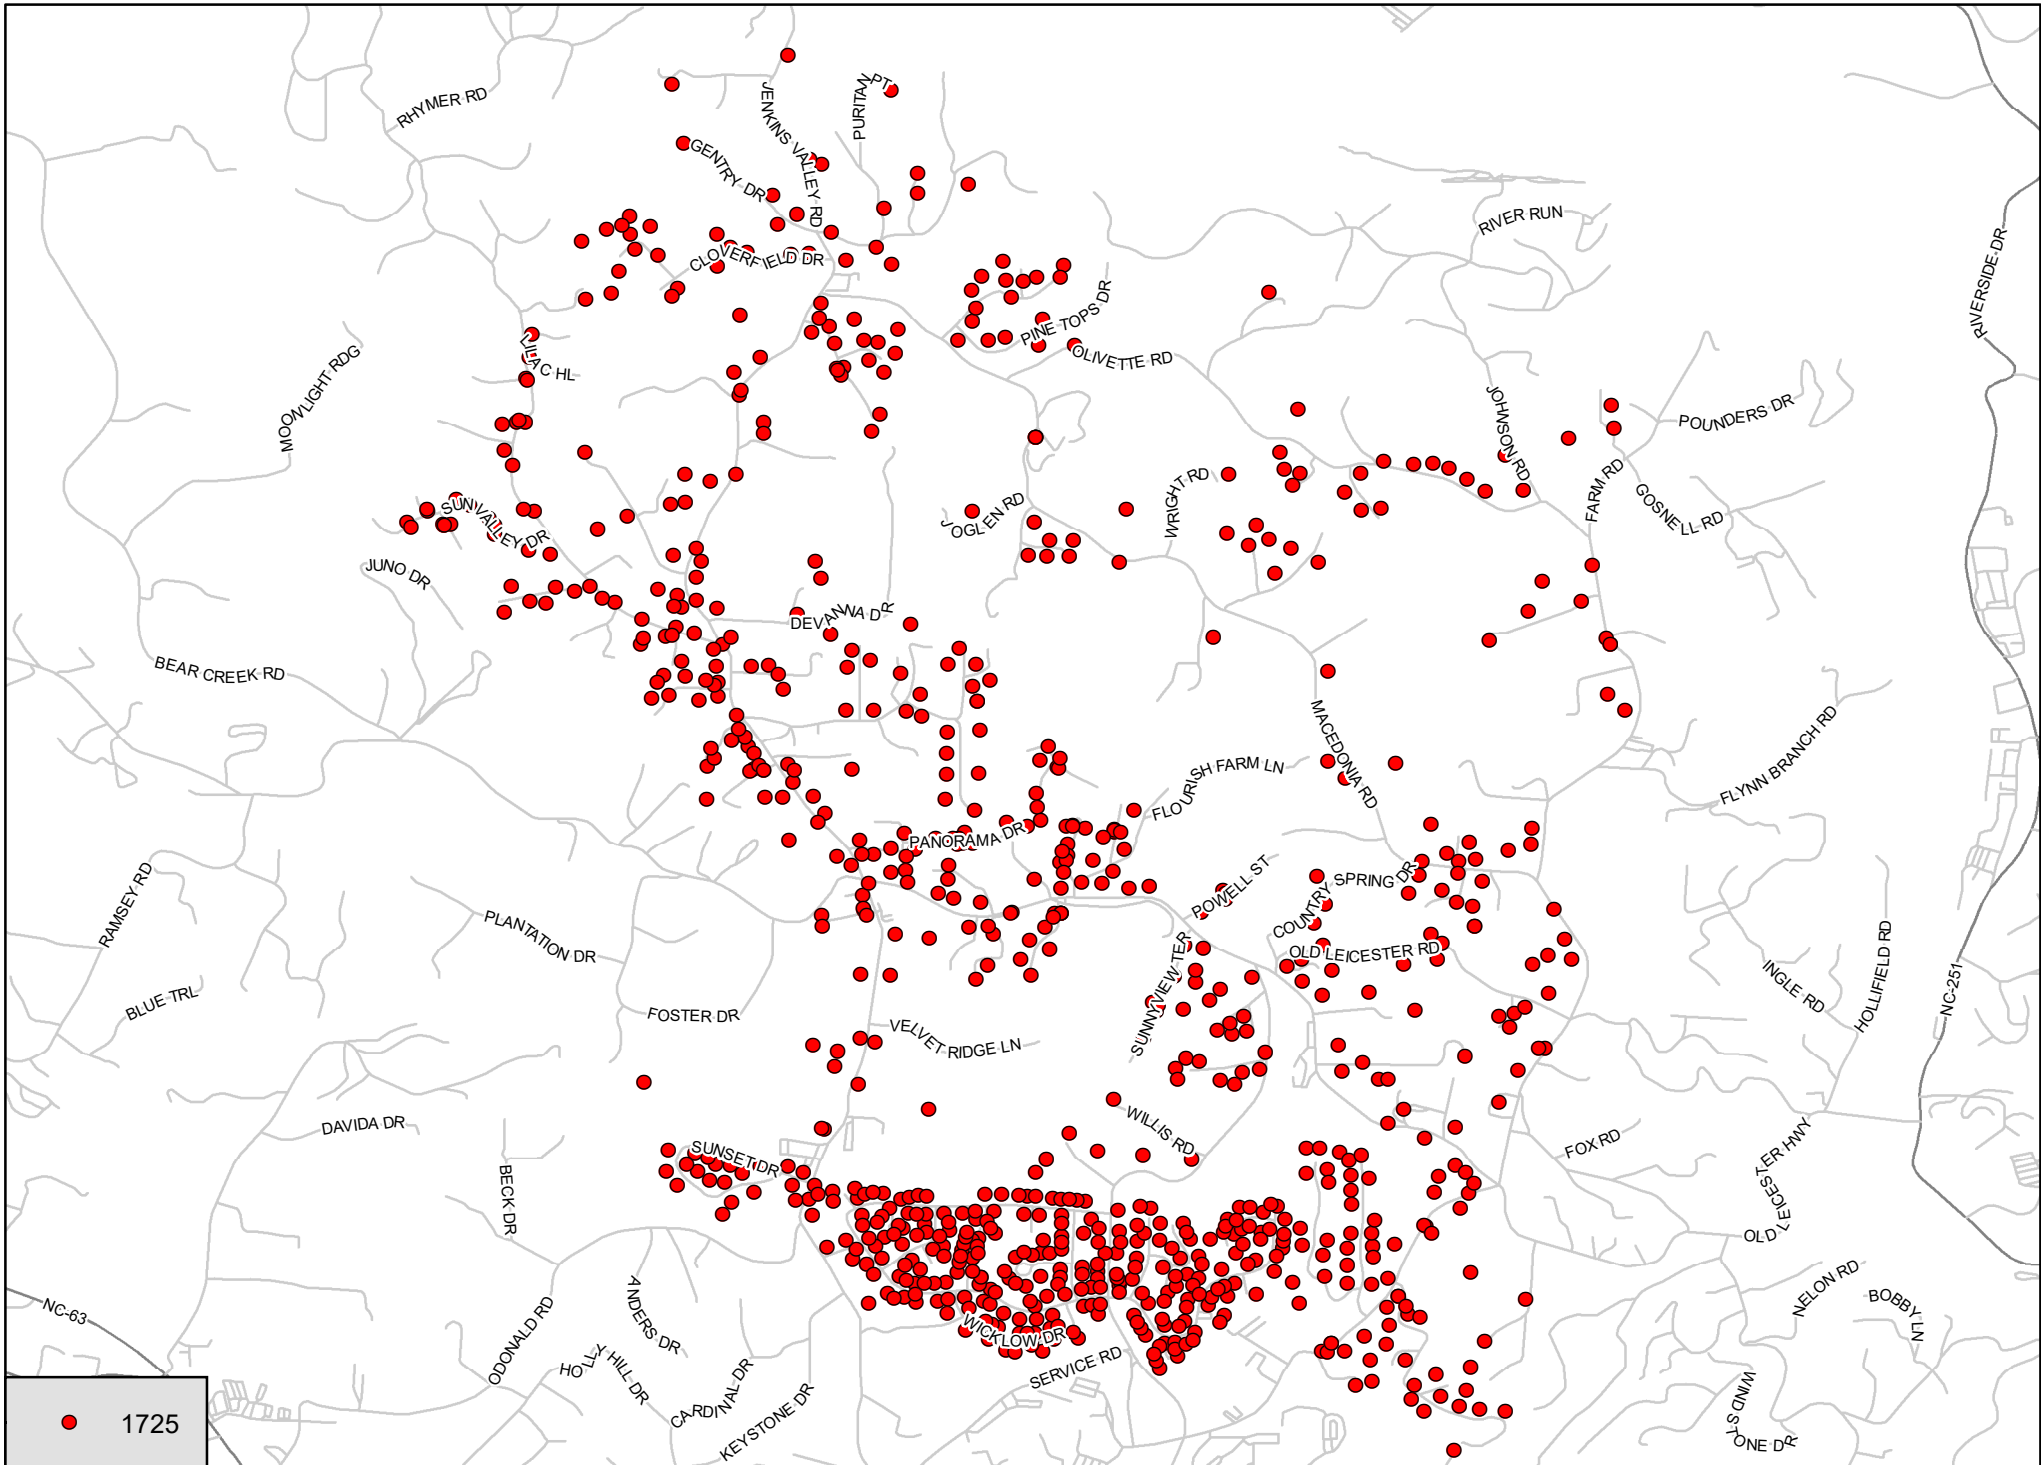 RHYMER RD
JENKINS VALLEY RD
PURITAN PT
GENTRY DR
CLOVERFIELD DR
RIVER RUN
RIVERSIDE DR
PINE TOPS DR
OLIVETTE RD
LILAC HL
MOONLIGHT RDG
JOHNSON RD
POUNDERS DR
FARM RD
GOSNELL RD
WRIGHT RD
JOGLEN RD
SUNVALLEY DR
JUNO DR
DEVANNA DR
BEAR CREEK RD
MACEDONIA RD
FLYNN BRANCH RD
FLOURISH FARM LN
PANORAMA DR
POWELL ST
COUNTRY SPRING DR
OLD LEICESTER RD
RAMSEY RD
PLANTATION DR
BLUE TRL
FOSTER DR
VELVET RIDGE LN
SUNNYVIEW TER
INGLE RD
HOLLIFIELD RD
NC-251
WILLIS RD
DAVIDA DR
SUNSET DR
BECK DR
FOX RD
OLD LEICESTER HWY
NELON RD
BOBBY LN
NC-63
ODONALD RD
ANDERS DR
HOLLY HILL DR
CARDINAL DR
KEYSTONE DR
WICKLOW DR
SERVICE RD
WINDSTONE DR
1725